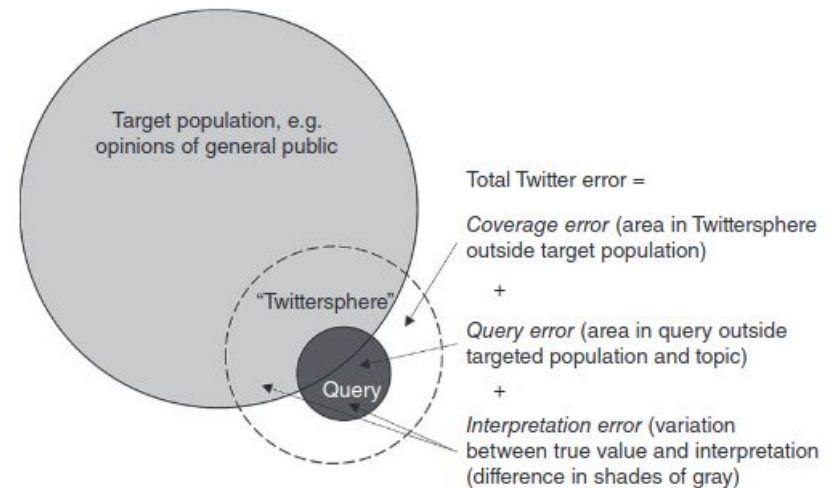 Target population, e.g.
opinions of general public
"Twittersphere"
Query
Total Twitter error =
Coverage error (area in Twittersphere
outside target population)
+
Query error (area in query outside
targeted population and topic)
+
Interpretation error (variation
between true value and interpretation
(difference in shades of gray)